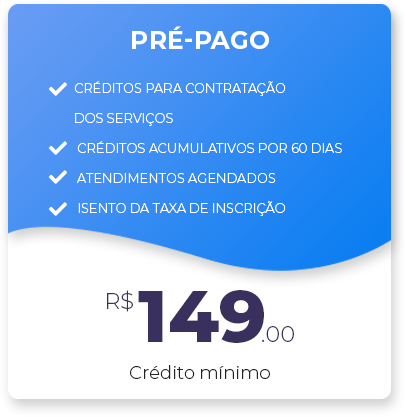 PRÉ-PAGO
CRÉDITOS PARA CONTRATAÇÃO
DOS SERVIÇOS
CRÉDITOS ACUMULATIVOS POR 60 DIAS
ATENDIMENTOS AGENDADOS
ISENTO DA TAXA DE INSCRIÇÃO
R$149.00
Crédito mínimo